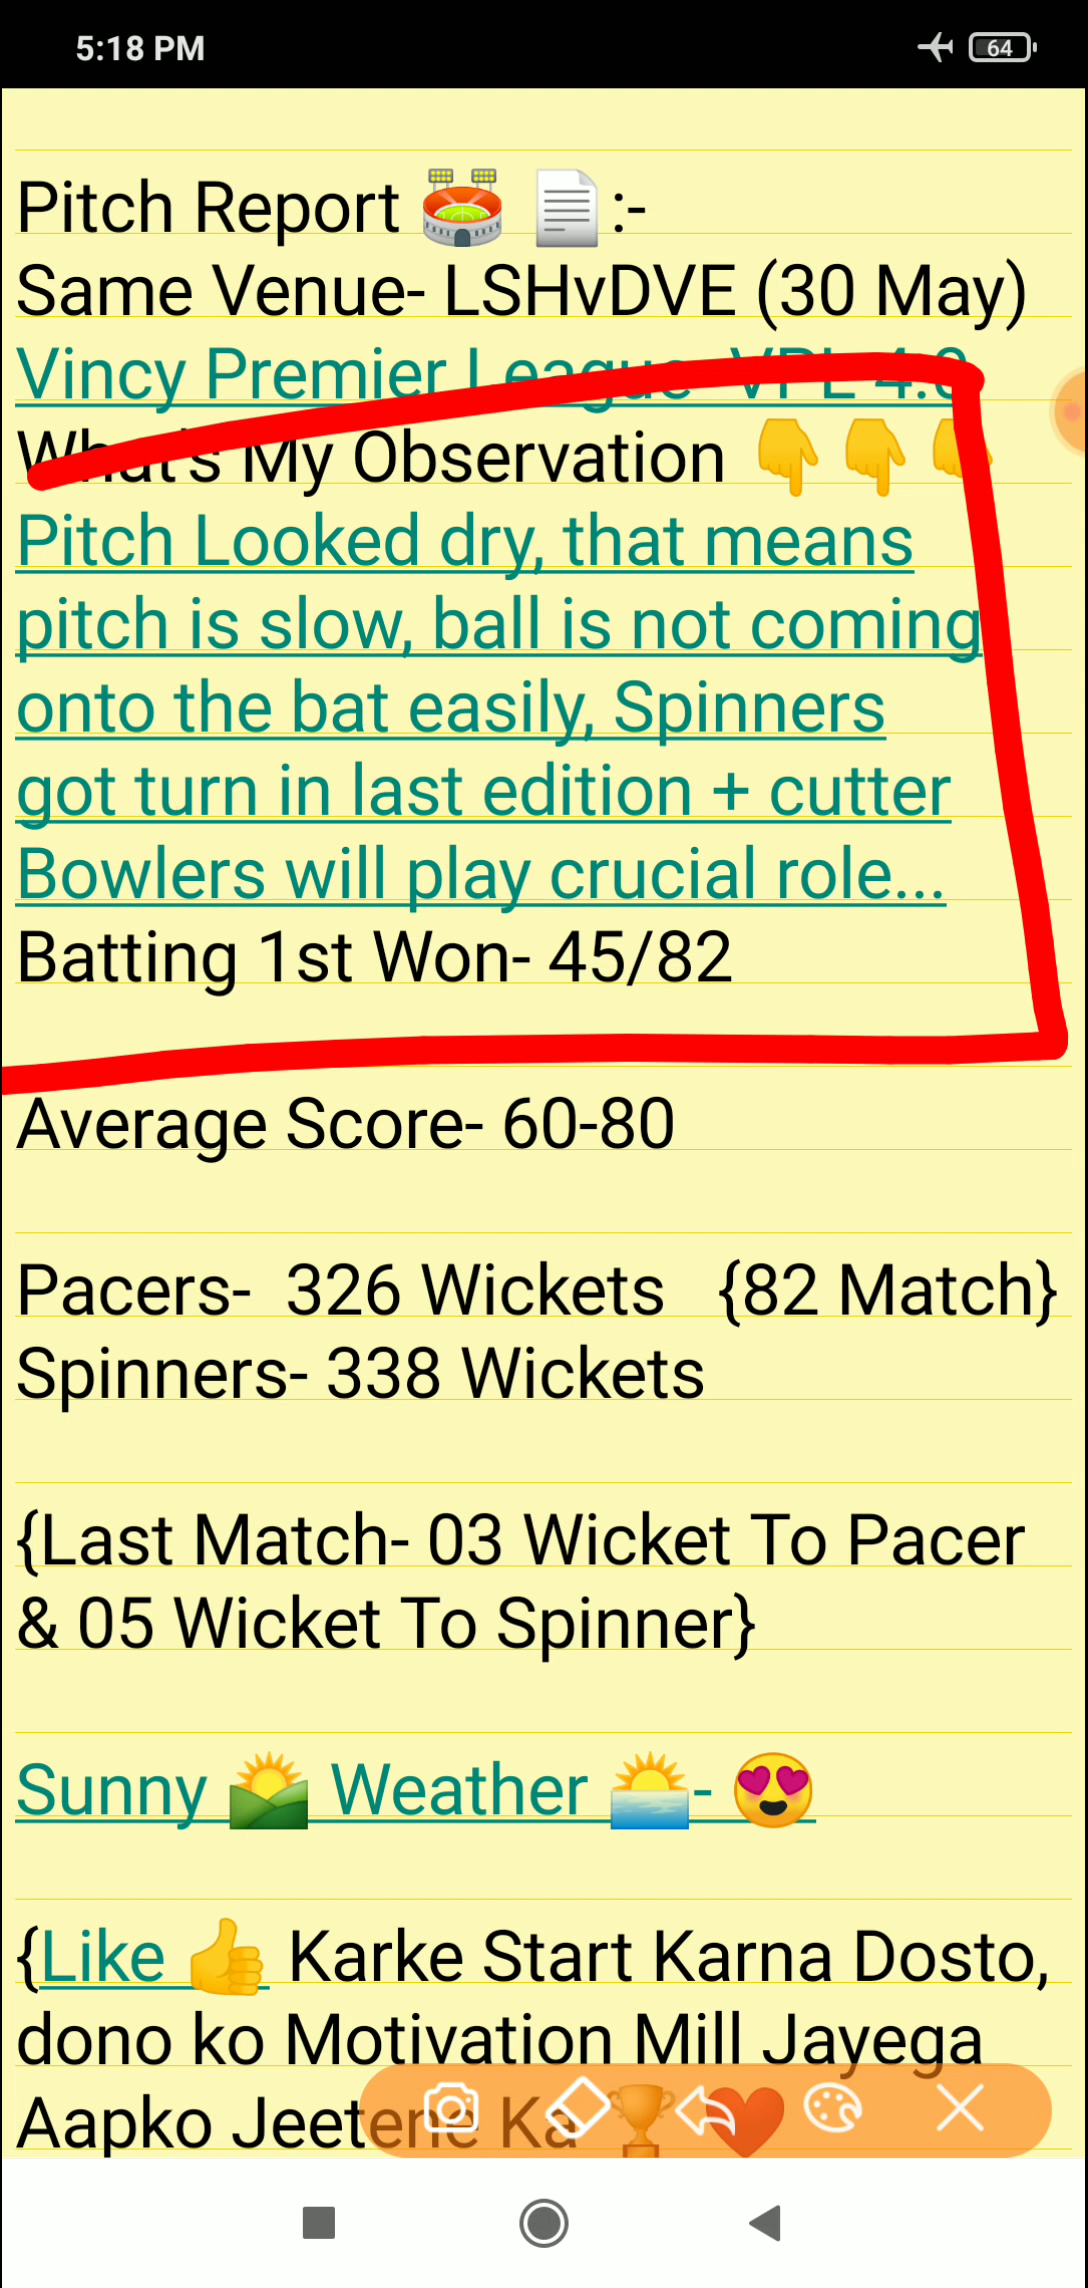 5:18 PM
64
Pitch Report 🏟️ 📄:-
Same Venue- LSHvDVE (30 May)
Vincy Premier League- VPL 4.0
What's My Observation 👇👇👇
Pitch Looked dry, that means
pitch is slow, ball is not coming
onto the bat easily, Spinners
got turn in last edition + cutter
Bowlers will play crucial role...
Batting 1st Won- 45/82
Average Score- 60-80
Pacers- 326 Wickets {82 Match}
Spinners- 338 Wickets
{Last Match- 03 Wicket To Pacer
& 05 Wicket To Spinner}
Sunny 🌄 Weather 🌅- 😍
{Like 👍 Karke Start Karna Dosto,
dono ko Motivation Mill Jayega
Aapko Jeetene Ka 🏆❤️